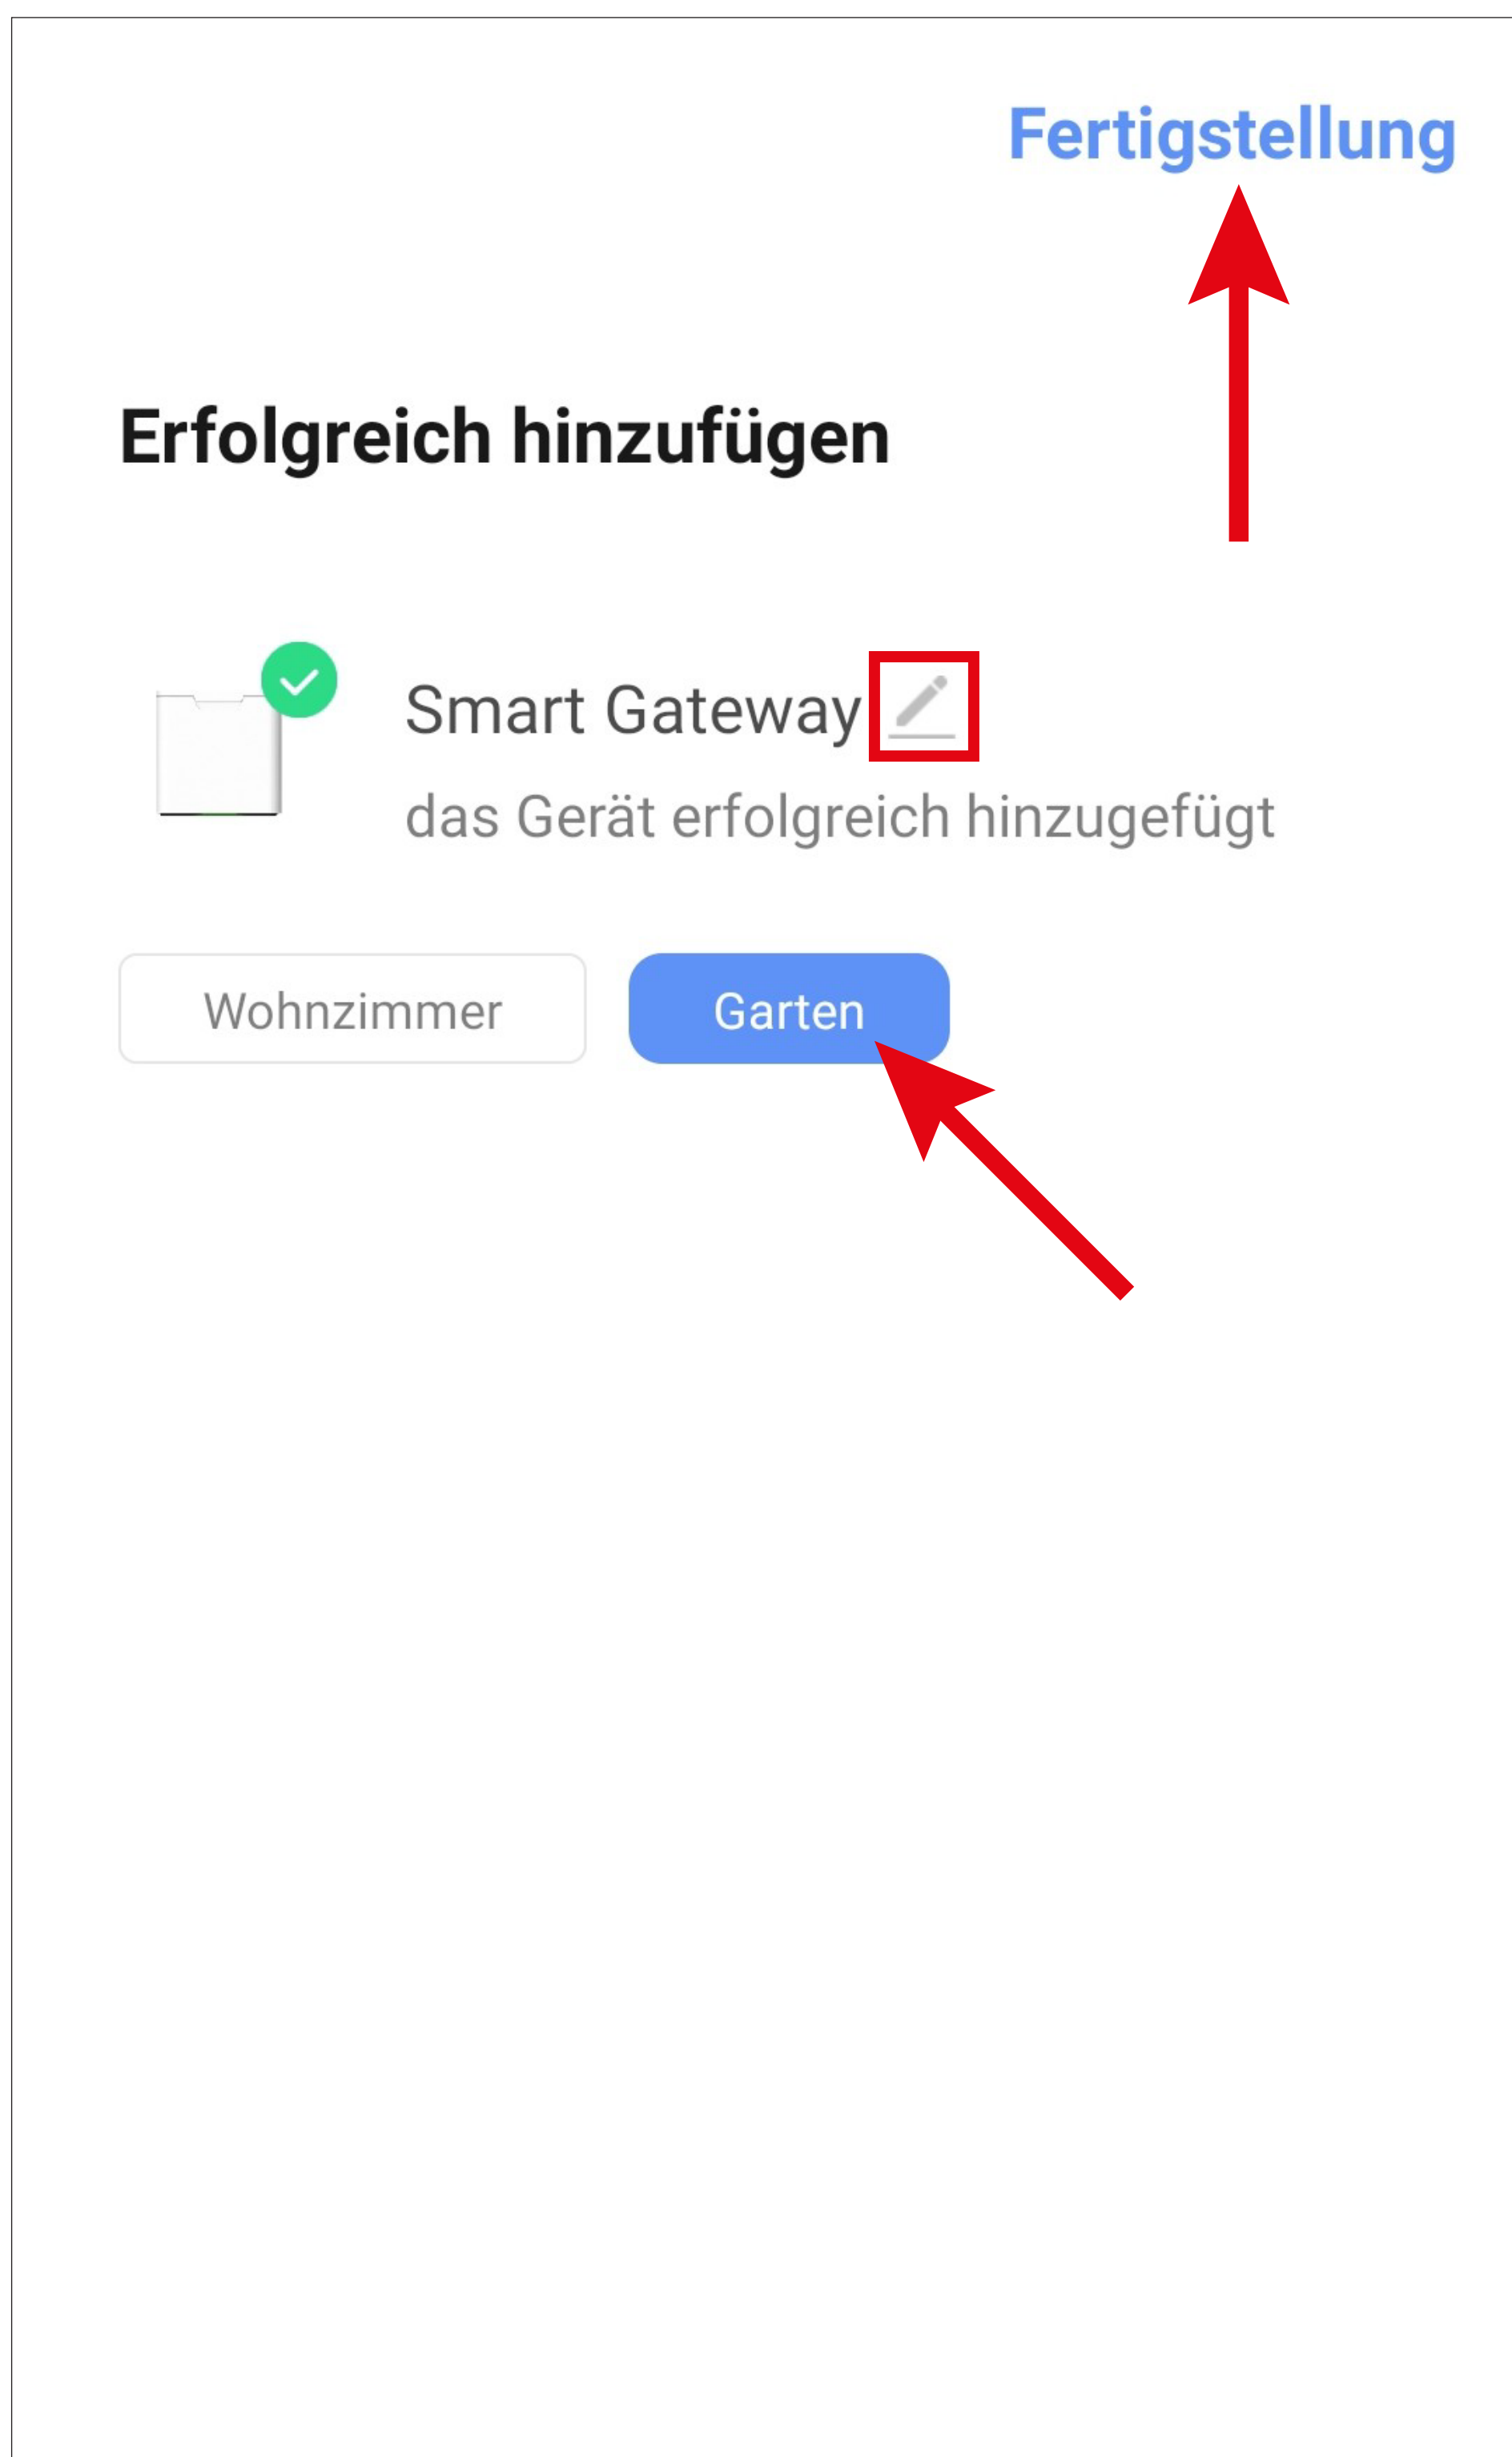 Fertigstellung
Erfolgreich hinzufügen
Smart Gateway
das Gerät erfolgreich hinzugefügt
Wohnzimmer
Garten